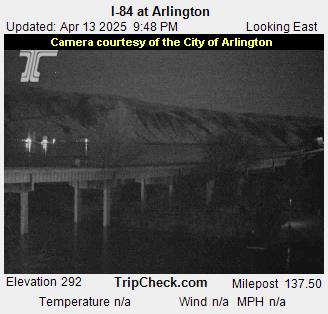 I-84 at Arlington
Updated: Apr 13 2025 9:48 PM Looking East
Camera courtesy of the City of Arlington
Elevation 292 TripCheck.com Milepost 137.50
Temperature n/a Wind n/a MPH n/a